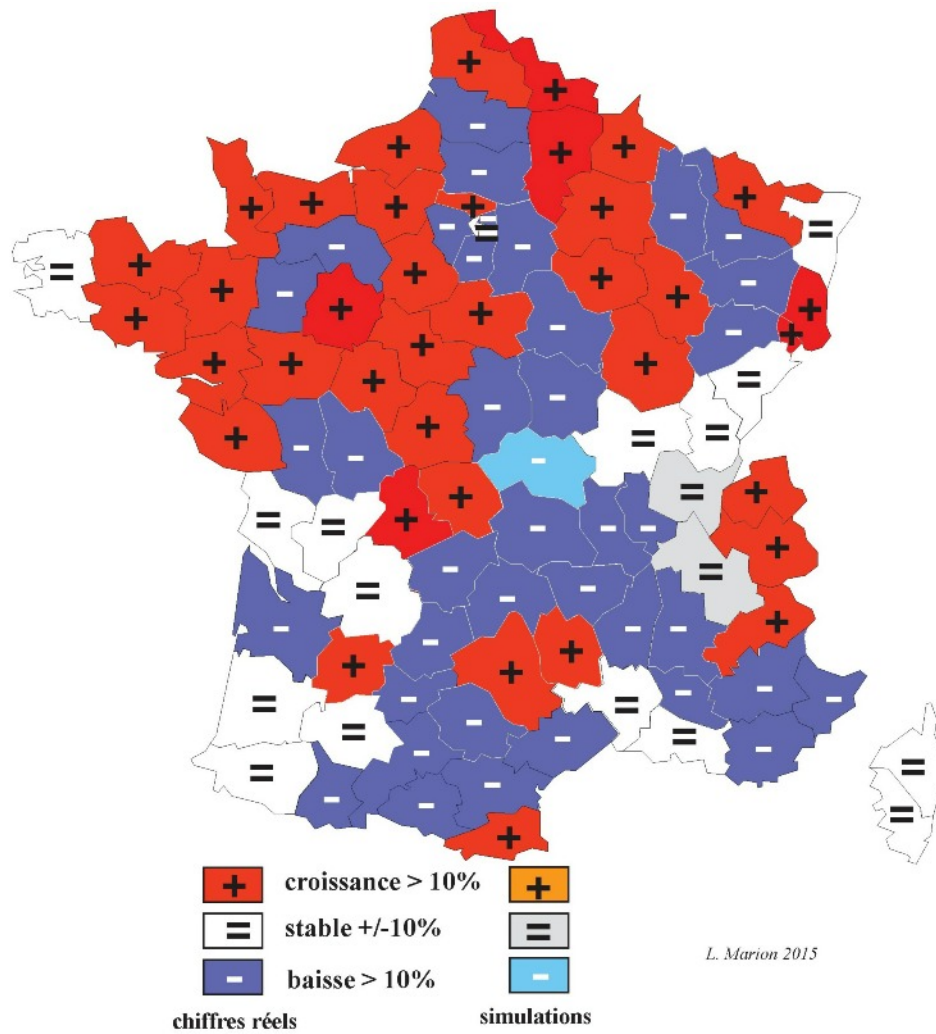 croissance > 10%
stable +/-10%
baisse > 10%
chiffres réels
simulations
L. Marion 2015